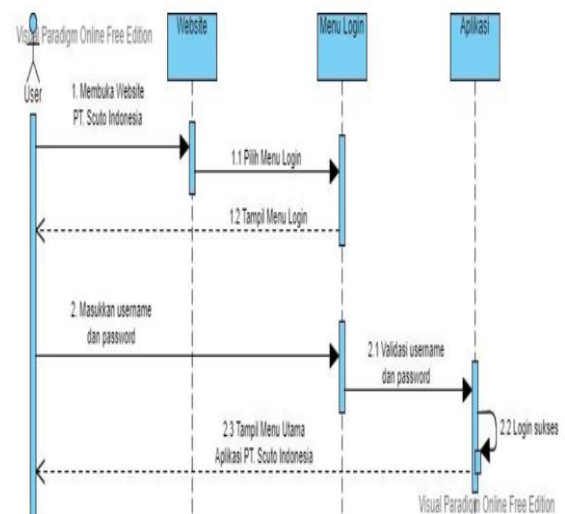 Visual Paradigm Online Free Edition
Website
Menu Login
Aplikasi
User
1. Membuka Website
PT. Scuto Indonesia
1.1 Pilih Menu Login
1.2 Tampil Menu Login
2. Masukkan username
dan password
2.1 Validasi username
dan password
2.2 Login sukses
2.3 Tampil Menu Utama
Aplikasi PT. Scuto Indonesia
Visual Paradigm Online Free Edition